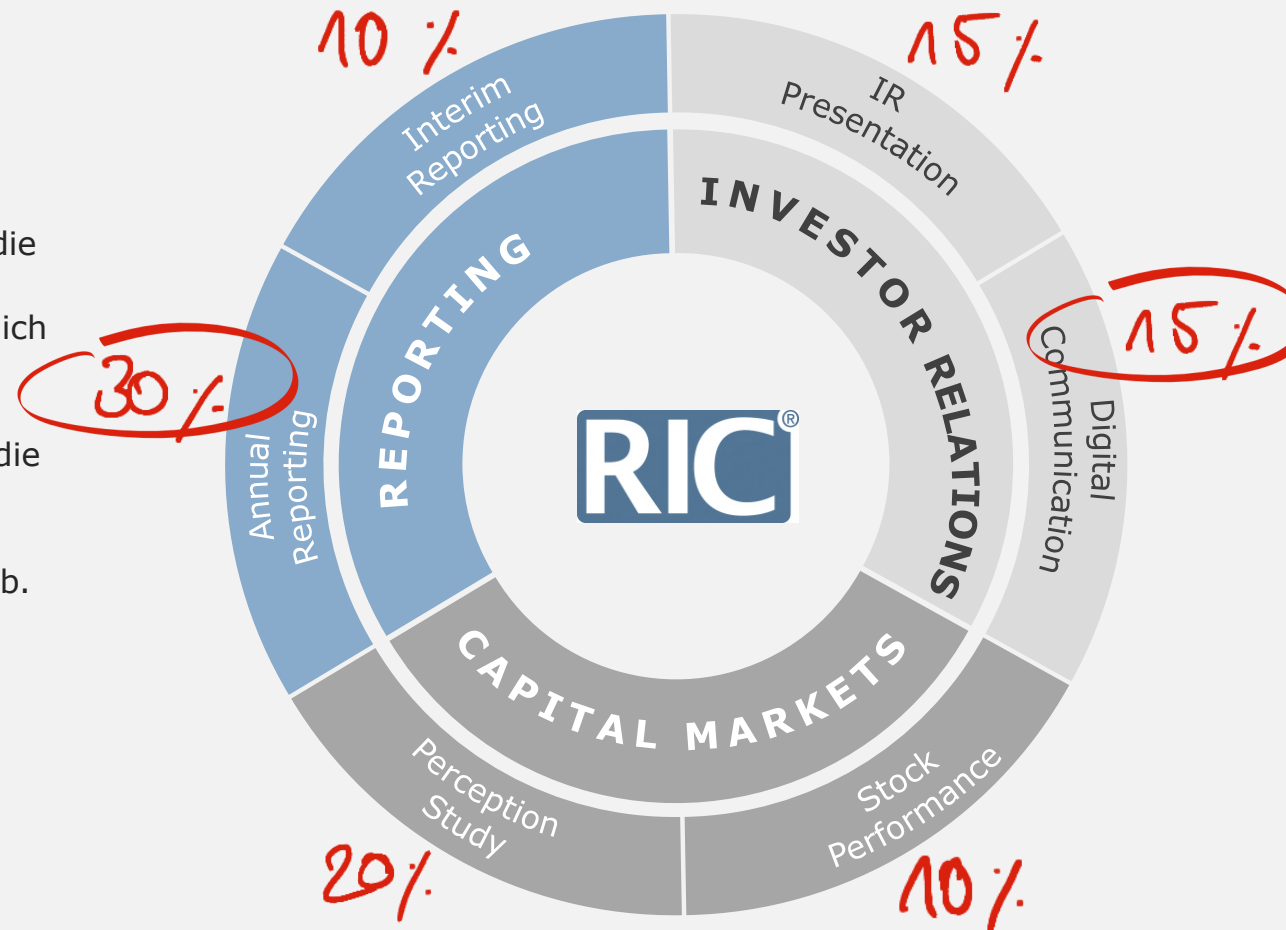 10 %
15 %
Interim
Reporting
IR
Presentation
INVESTOR RELATIONS
REPORTING
die
ich
30 %
15 %
Annual
Reporting
Digital
Communication
RIC®
die
b.
CAPITAL MARKETS
Perception
Study
Stock
Performance
20%
10 %